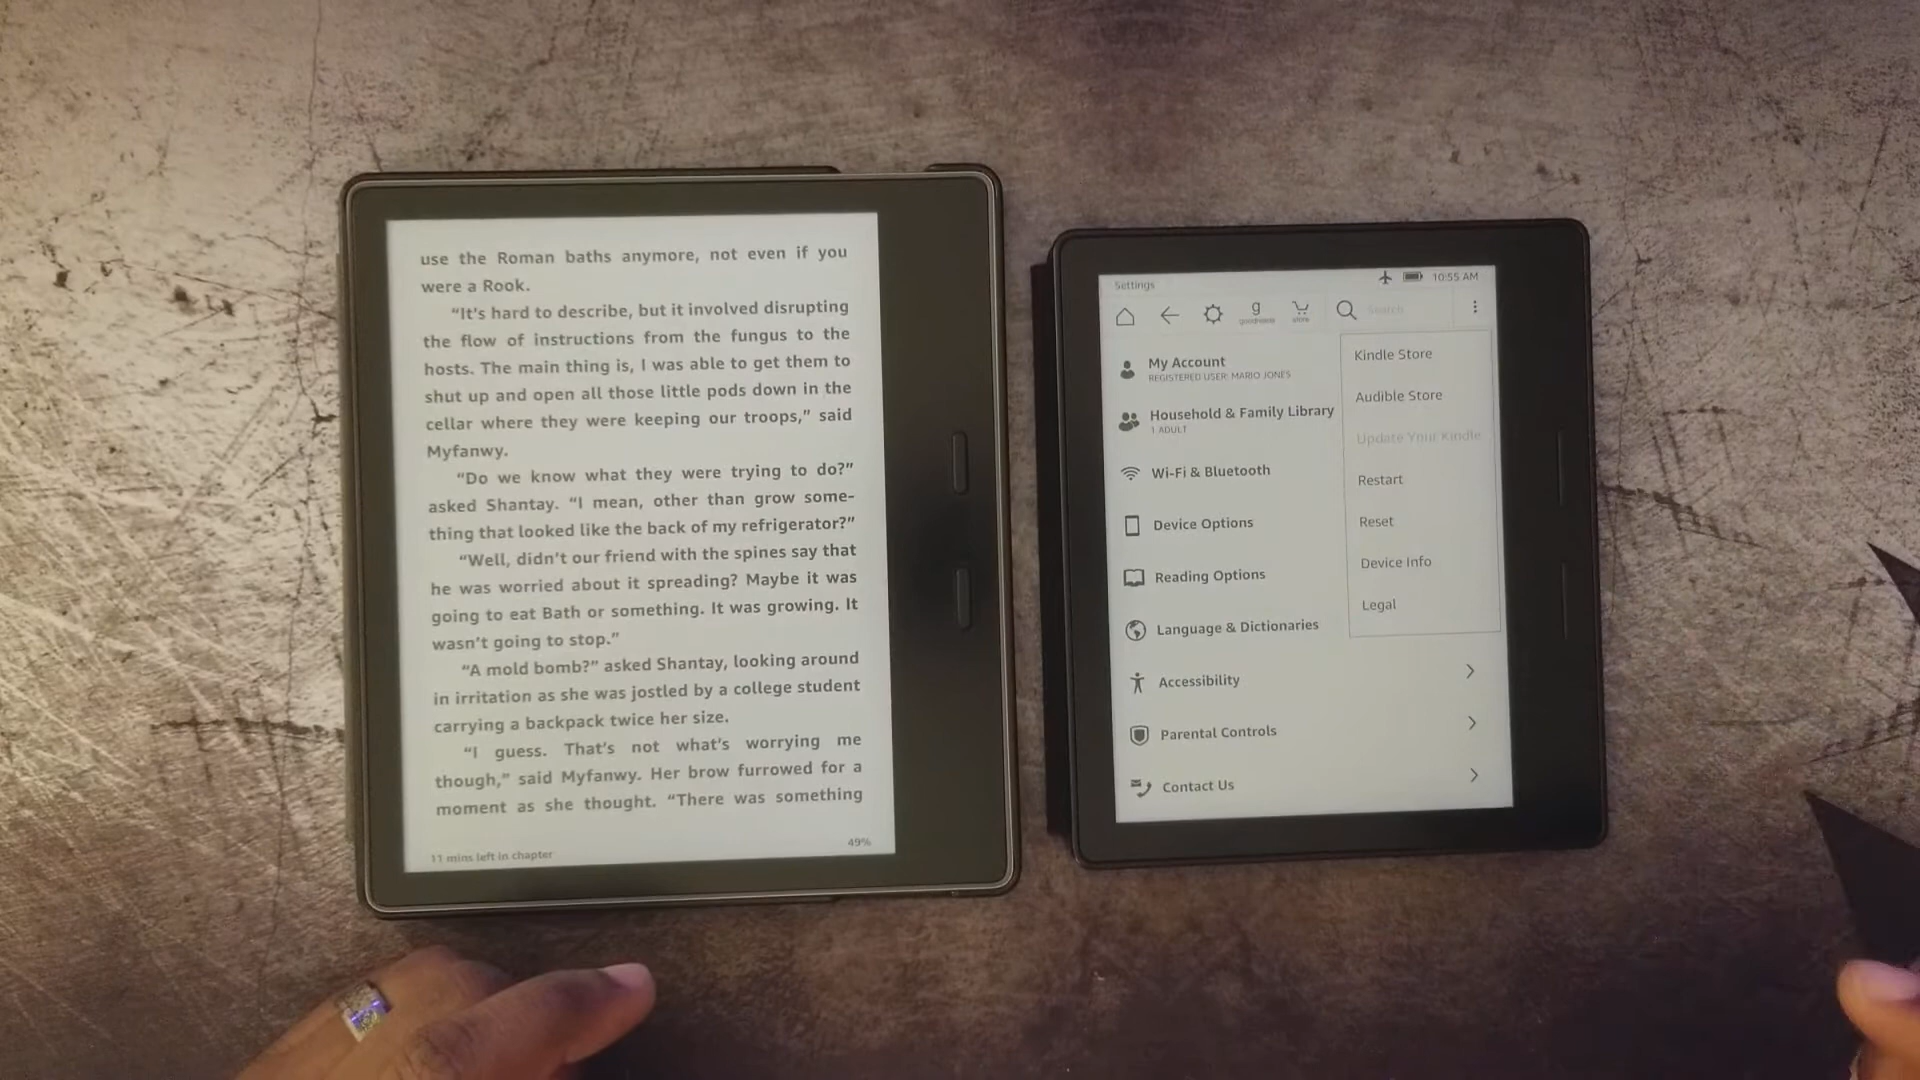 use the Roman baths anymore, not even if you
were a Rook.
“It’s hard to describe, but it involved disrupting
the flow of instructions from the fungus to the
hosts. The main thing is, I was able to get them to
shut up and open all those little pods down in the
cellar where they were keeping our troops,” said
Myfanwy.
“Do we know what they were trying to do?”
asked Shantay. “I mean, other than grow some-
thing that looked like the back of my refrigerator?”
“Well, didn’t our friend with the spines say that
he was worried about it spreading? Maybe it was
going to eat Bath or something. It was growing. It
wasn’t going to stop.”
“A mold bomb?” asked Shantay, looking around
in irritation as she was jostled by a college student
carrying a backpack twice her size.
“I guess. That’s not what’s worrying me
though,” said Myfanwy. Her brow furrowed for a
moment as she thought. “There was something
11 mins left in chapter
49%
Settings
10:55 AM
g
goodreads
store
Search
My Account
REGISTERED USER: MARIO JONES
Household & Family Library
1 ADULT
Wi-Fi & Bluetooth
Device Options
Reading Options
Language & Dictionaries
Accessibility
Parental Controls
Contact Us
Kindle Store
Audible Store
Update Your Kindle
Restart
Reset
Device Info
Legal